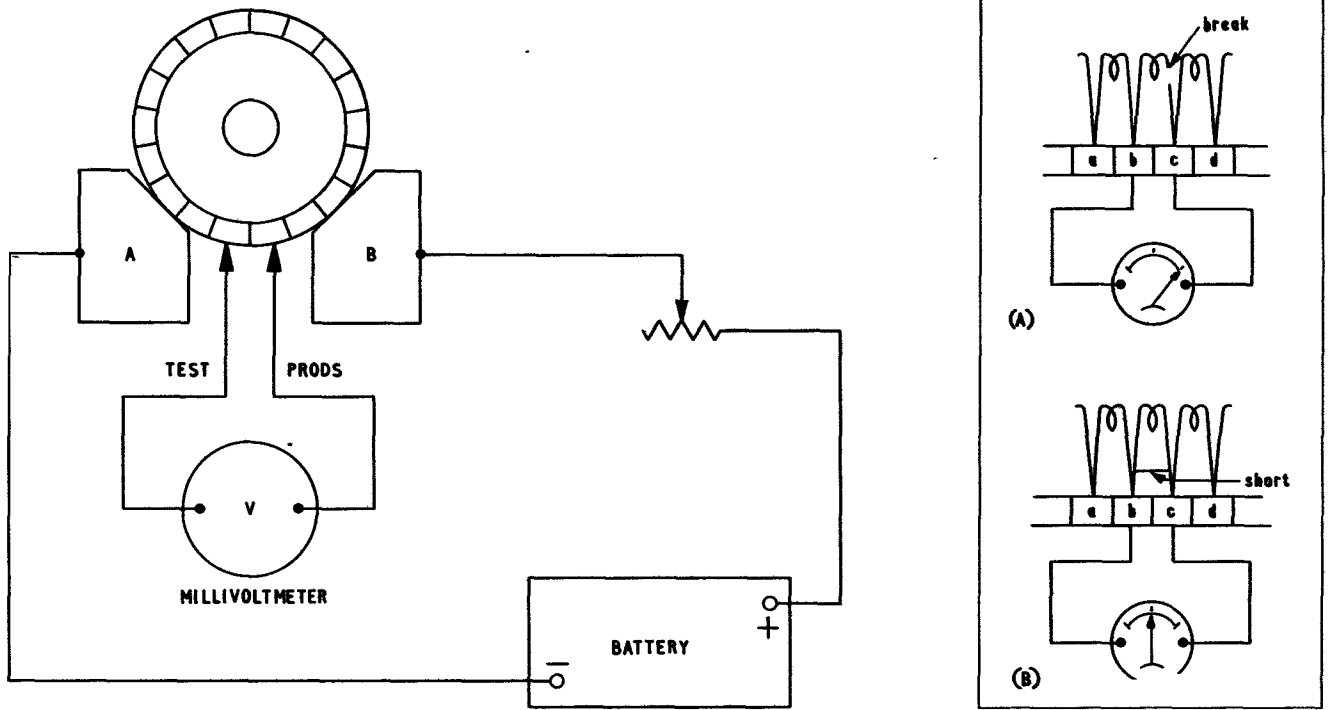 A
B
TEST
PRODS
V
MILLIVOLTMETER
BATTERY
+
−
break
a b c d
(A)
short
a b c d
(B)